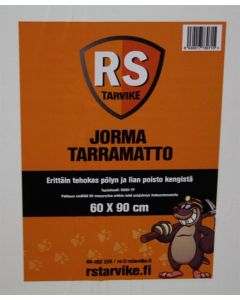 RS
TARVIKE
JORMA
TARRAMATTO
Erittäin tehokas pölyn ja lian poisto kengistä
60 X 90 cm
rstarvike.fi